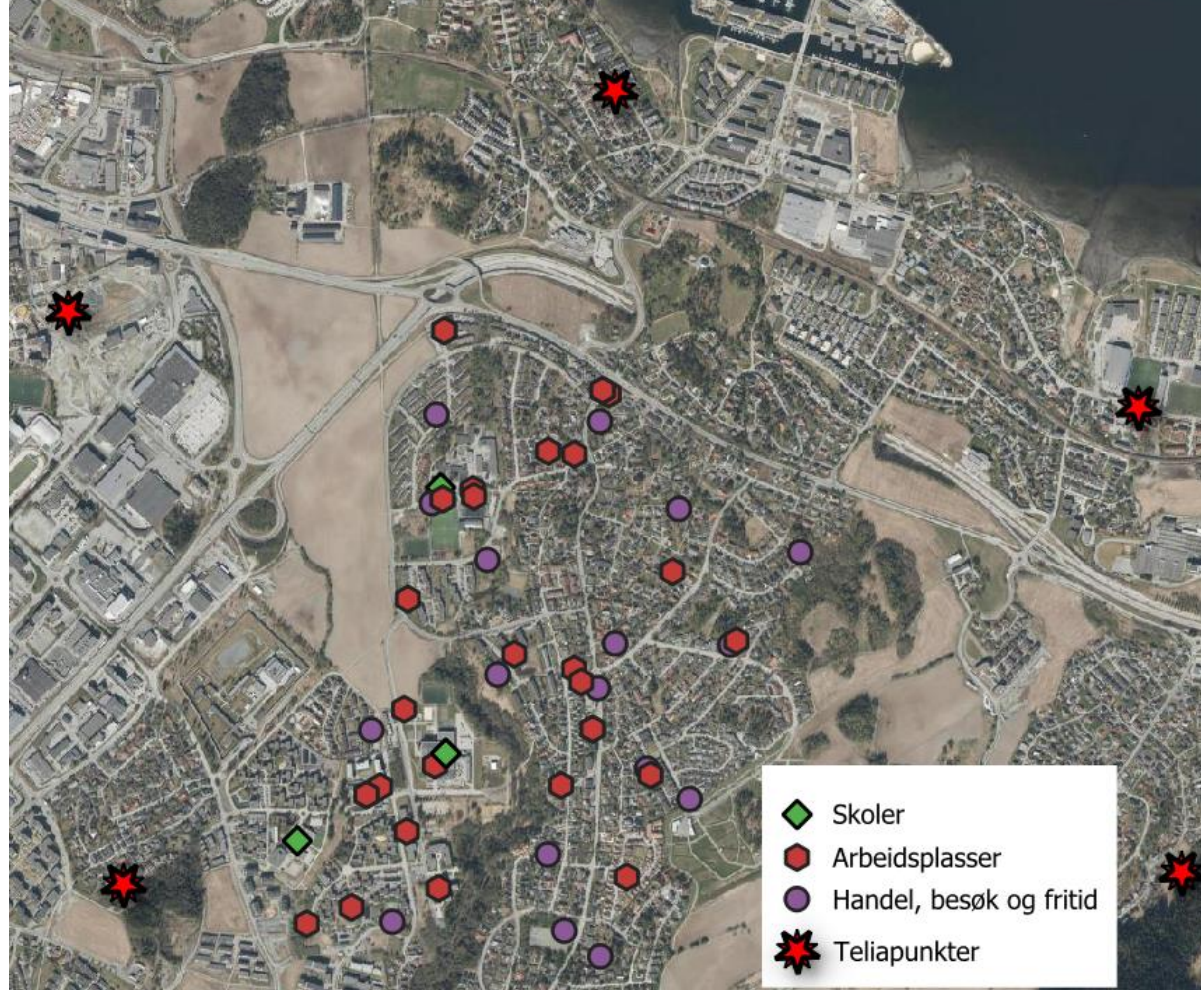 Skoler
Arbeidsplasser
Handel, besøk og fritid
Teliapunkter